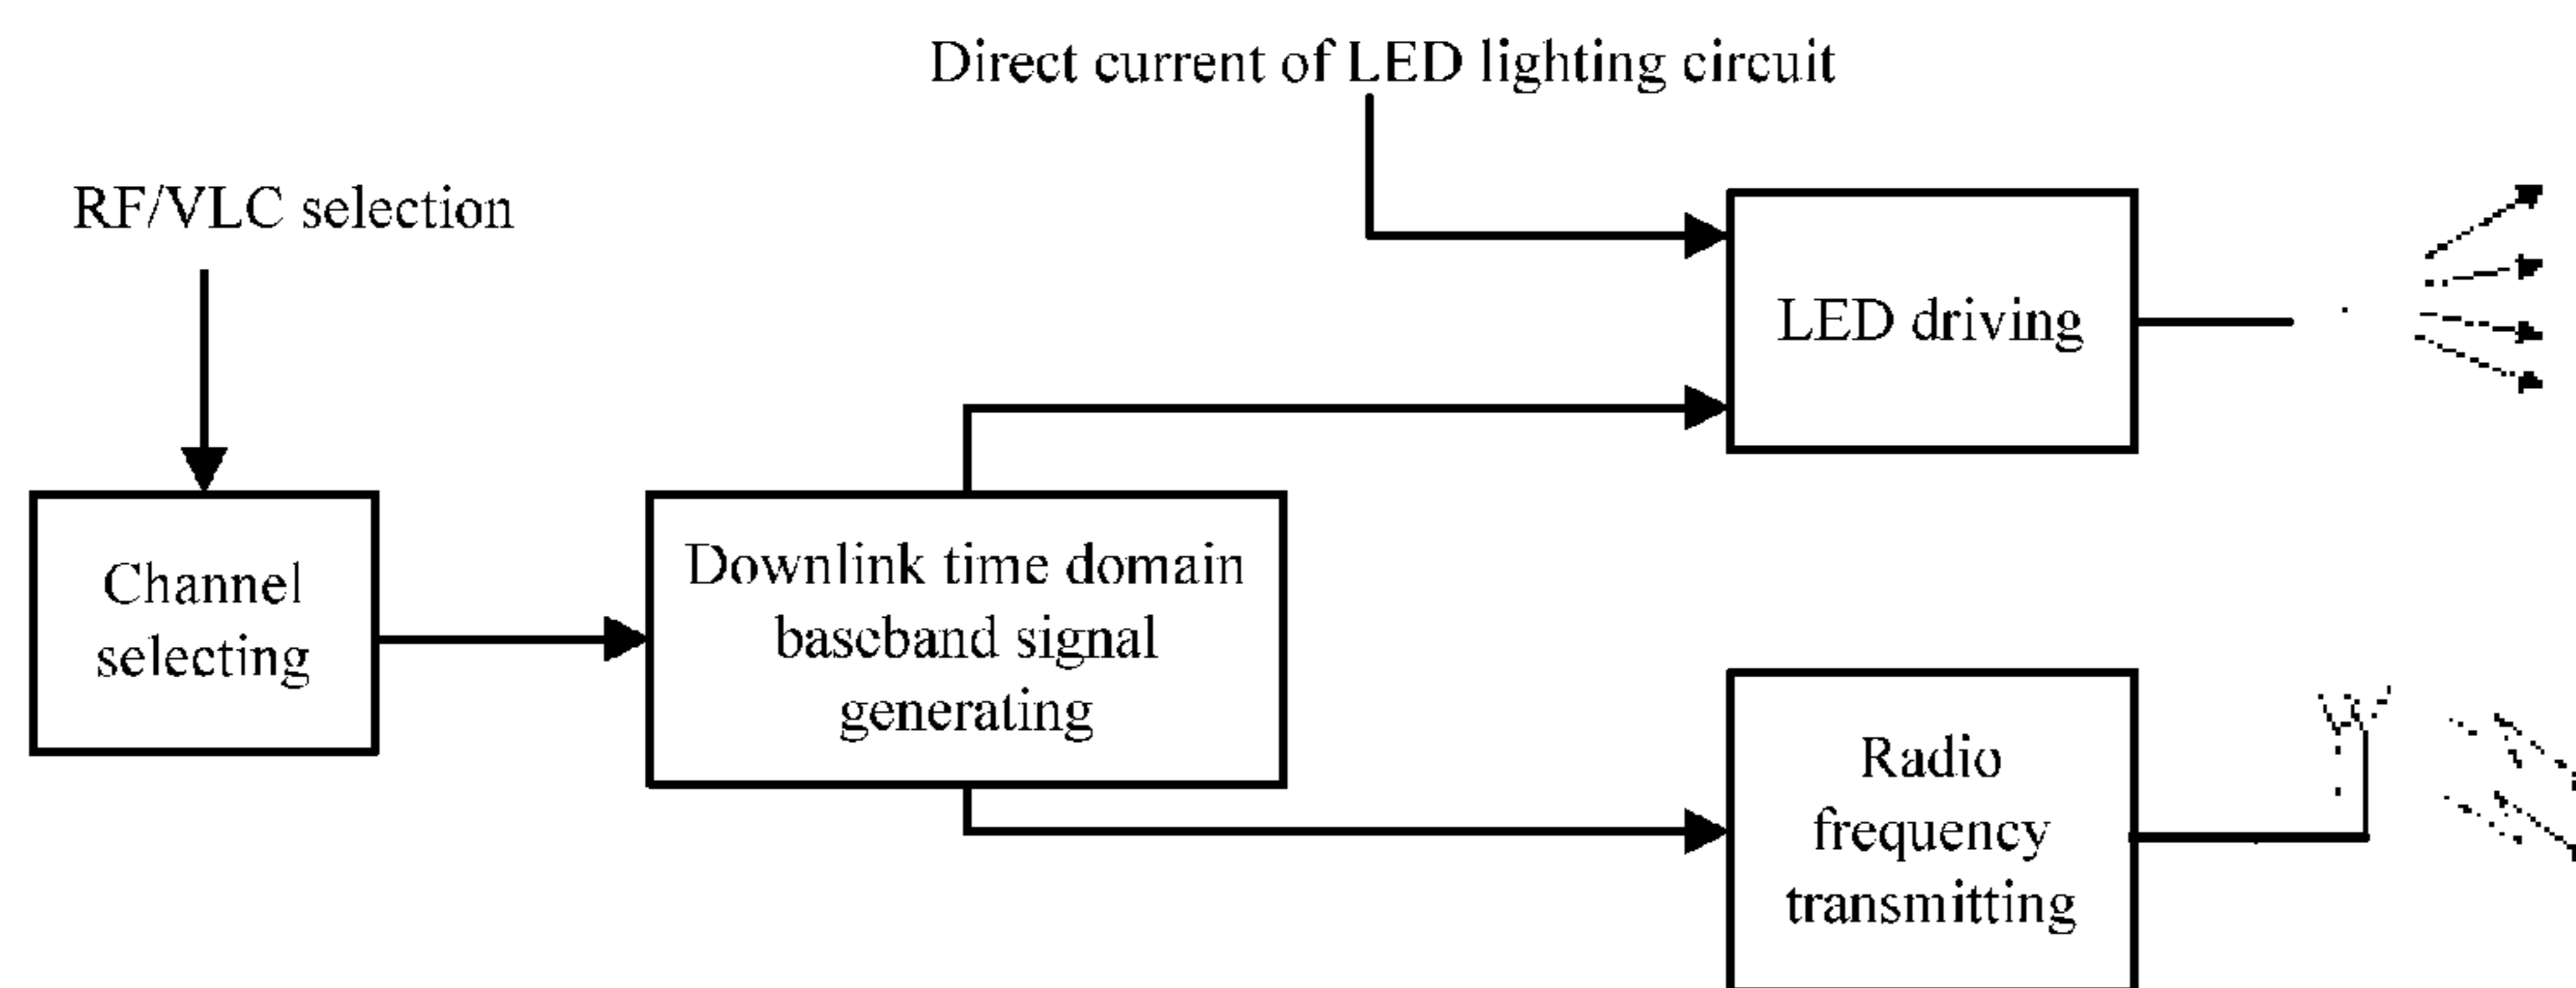 Direct current of LED lighting circuit
RF/VLC selection
LED driving
Channel
selecting
Downlink time domain
baseband signal
generating
Radio
frequency
transmitting